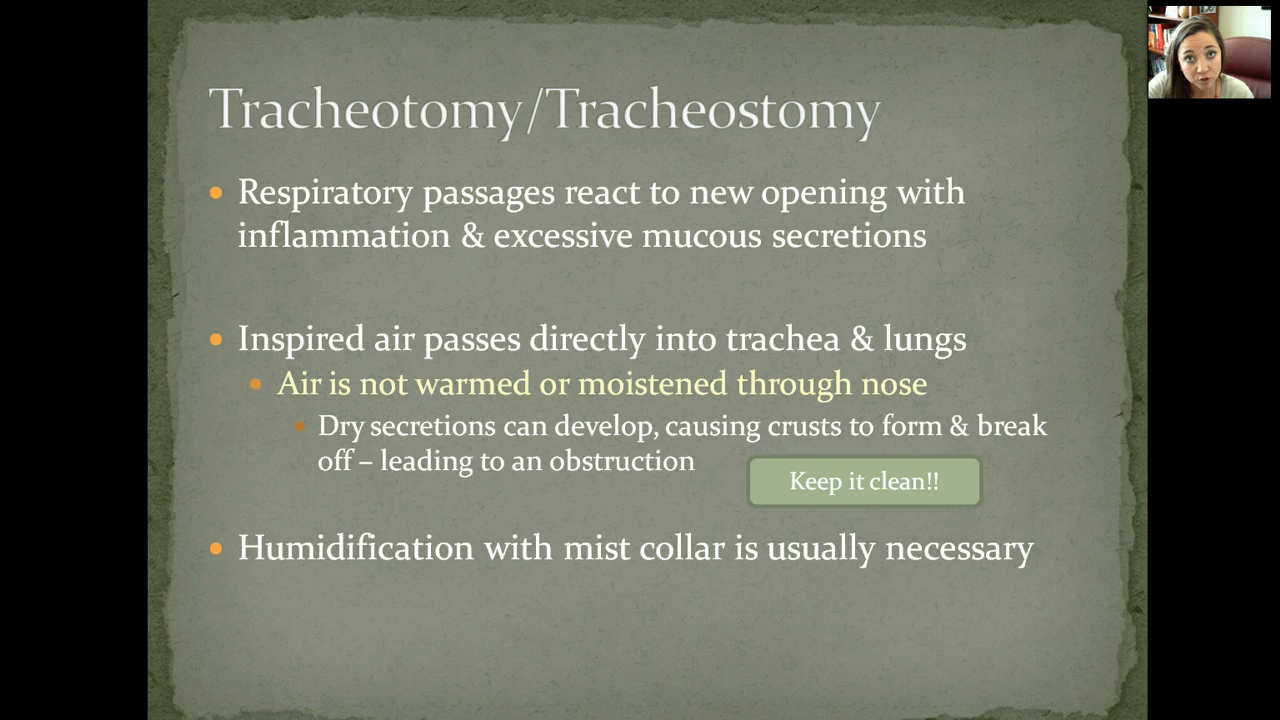 Tracheotomy/Tracheostomy
Respiratory passages react to new opening with
inflammation & excessive mucous secretions
Inspired air passes directly into trachea & lungs
Air is not warmed or moistened through nose
Dry secretions can develop, causing crusts to form & break
off – leading to an obstruction
Keep it clean!!
Humidification with mist collar is usually necessary